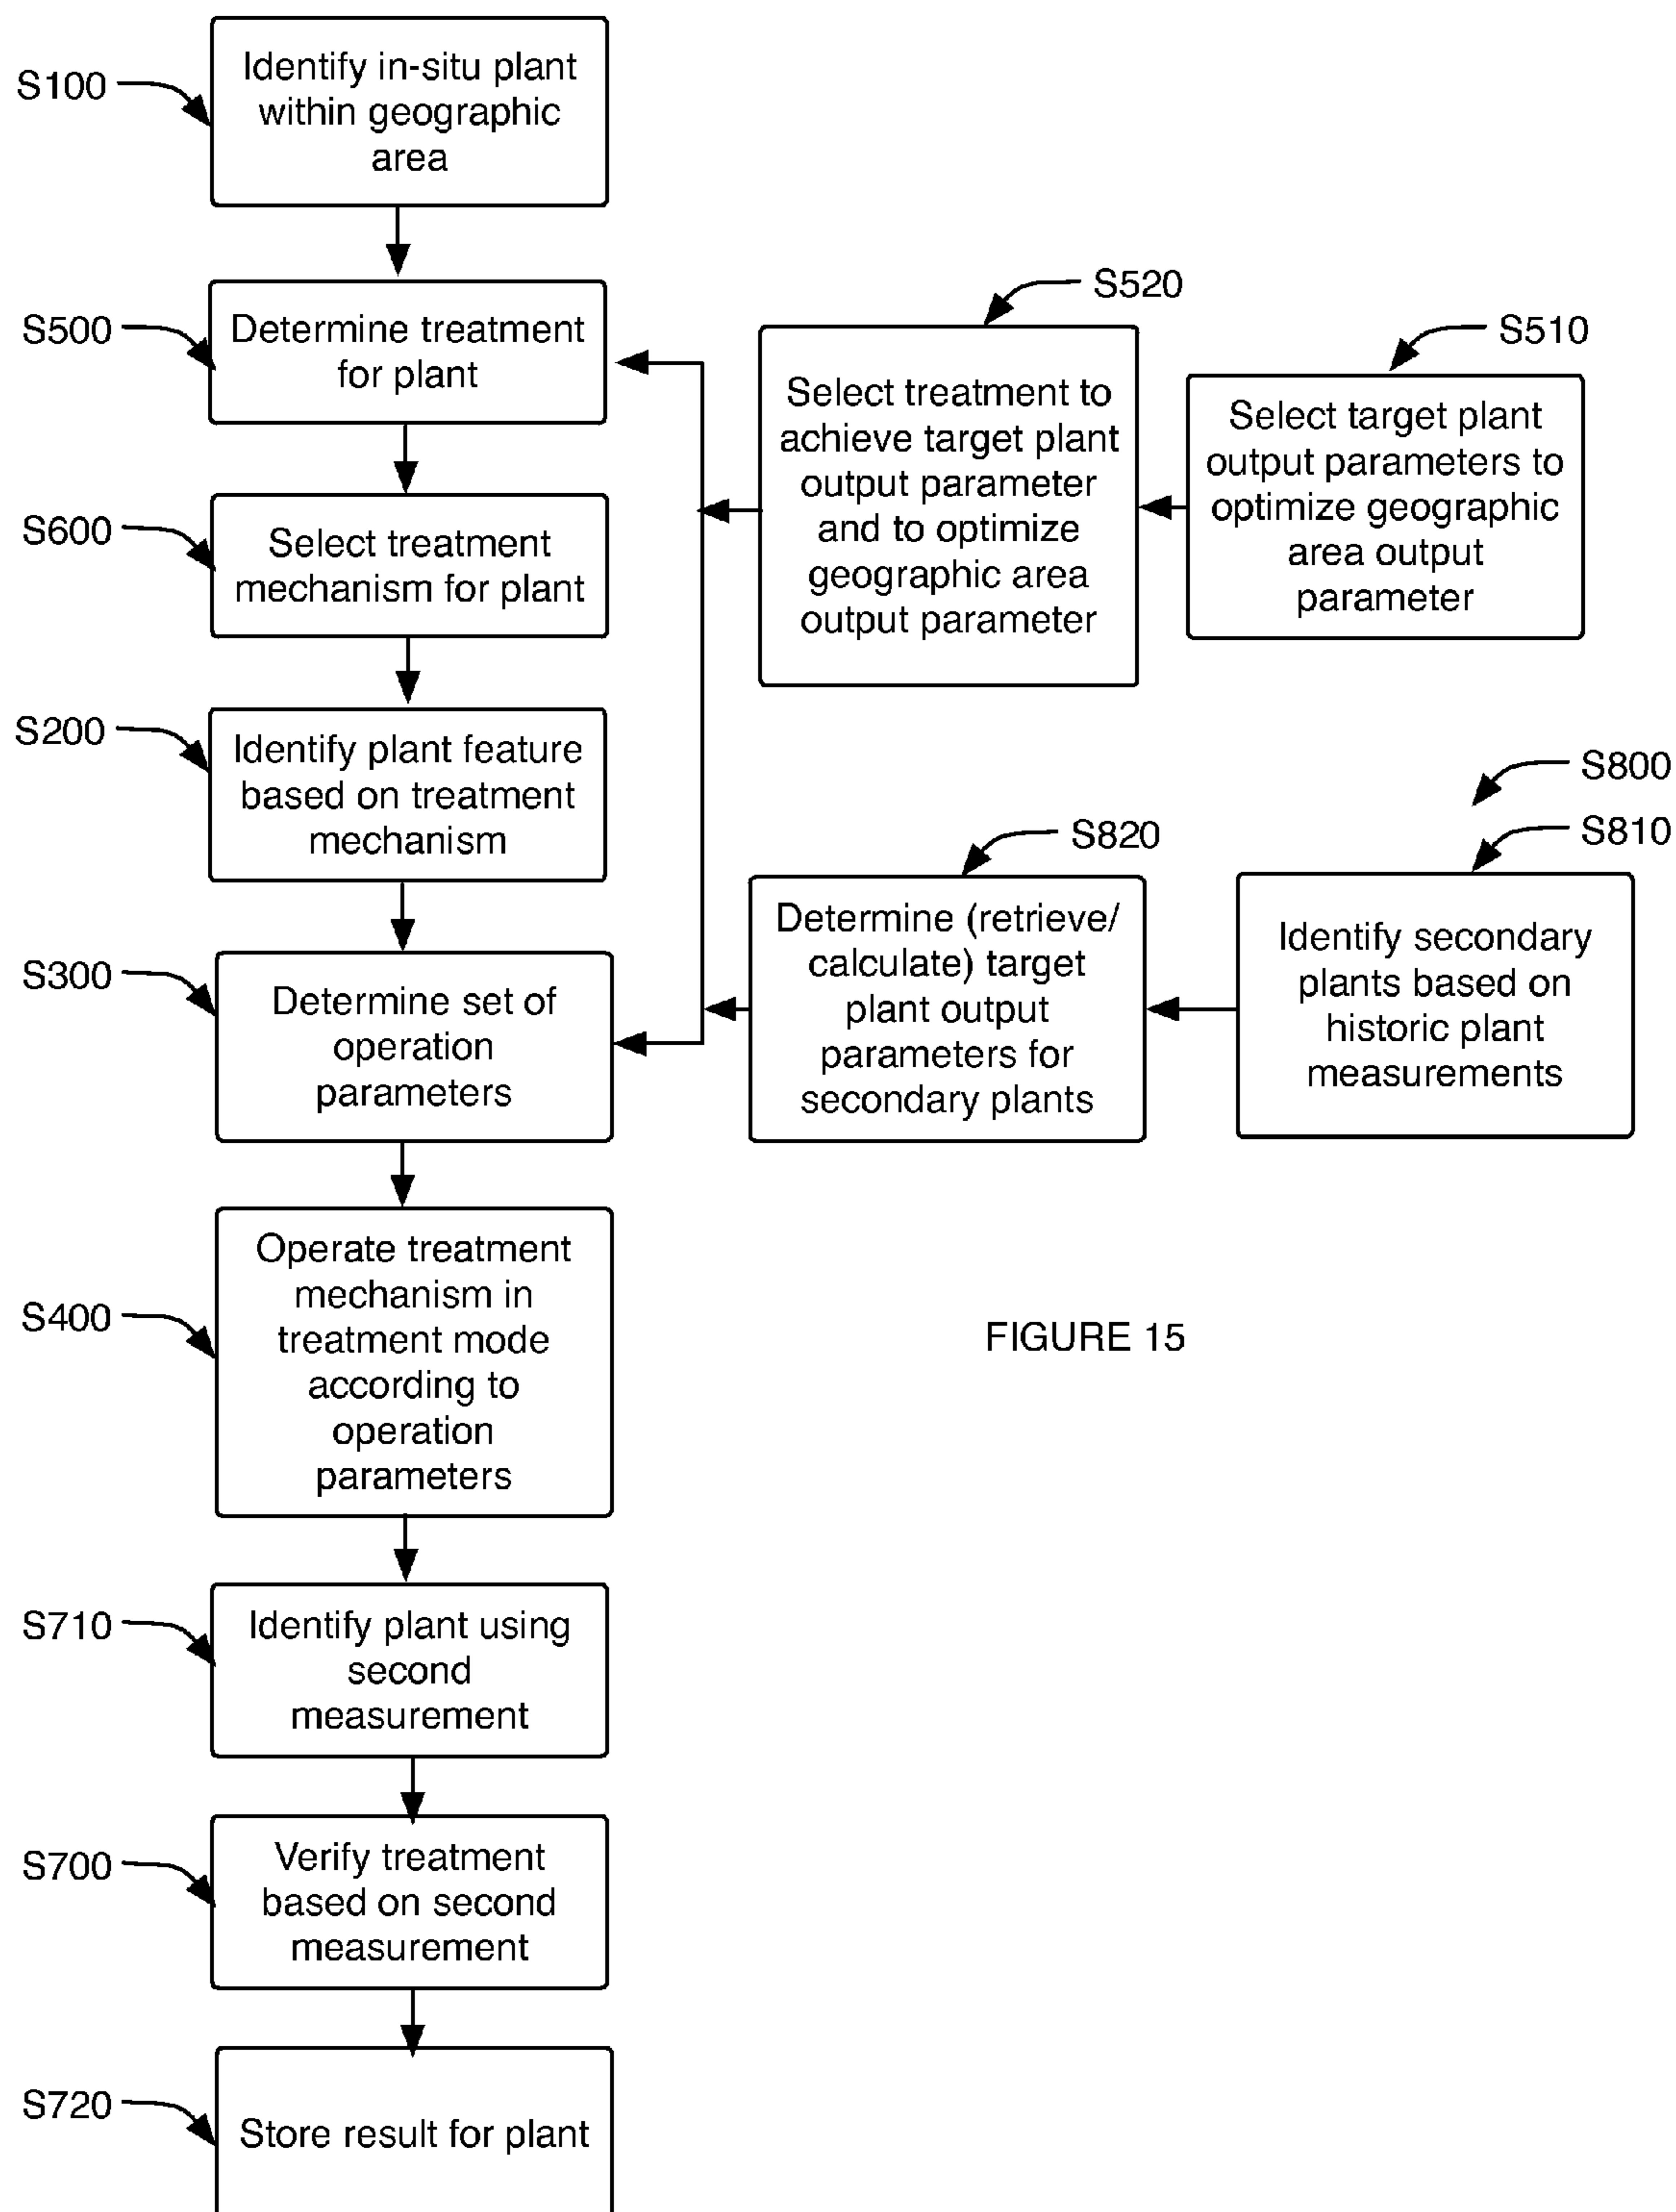 S100
Identify in-situ plant
within geographic
area
S500
Determine treatment
for plant
S520
Select treatment to
achieve target plant
output parameter
and to optimize
geographic area
output parameter
S510
Select target plant
output parameters to
optimize geographic
area output
parameter
S600
Select treatment
mechanism for plant
S200
Identify plant feature
based on treatment
mechanism
S800
S810
Identify secondary
plants based on
historic plant
measurements
S820
Determine (retrieve/
calculate) target
plant output
parameters for
secondary plants
S300
Determine set of
operation
parameters
S400
Operate treatment
mechanism in
treatment mode
according to
operation
parameters
FIGURE 15
S710
Identify plant using
second
measurement
S700
Verify treatment
based on second
measurement
S720
Store result for plant